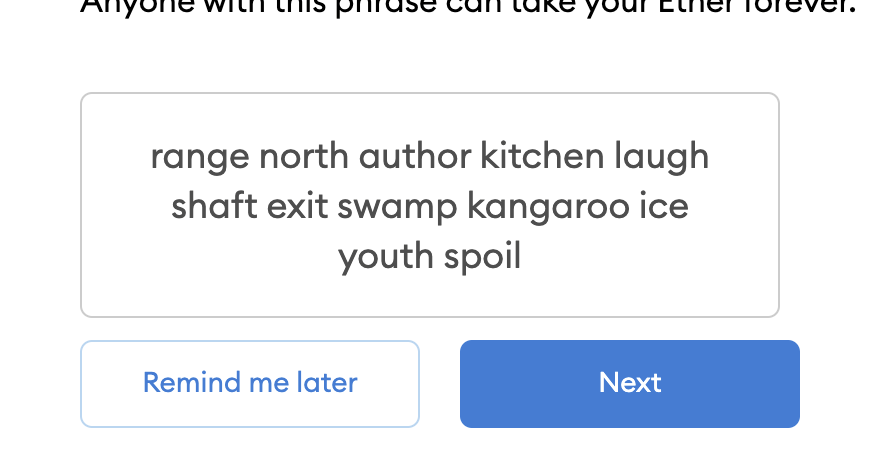 Anyone with this phrase can take your Ether forever.
range north author kitchen laugh
shaft exit swamp kangaroo ice
youth spoil
Remind me later
Next